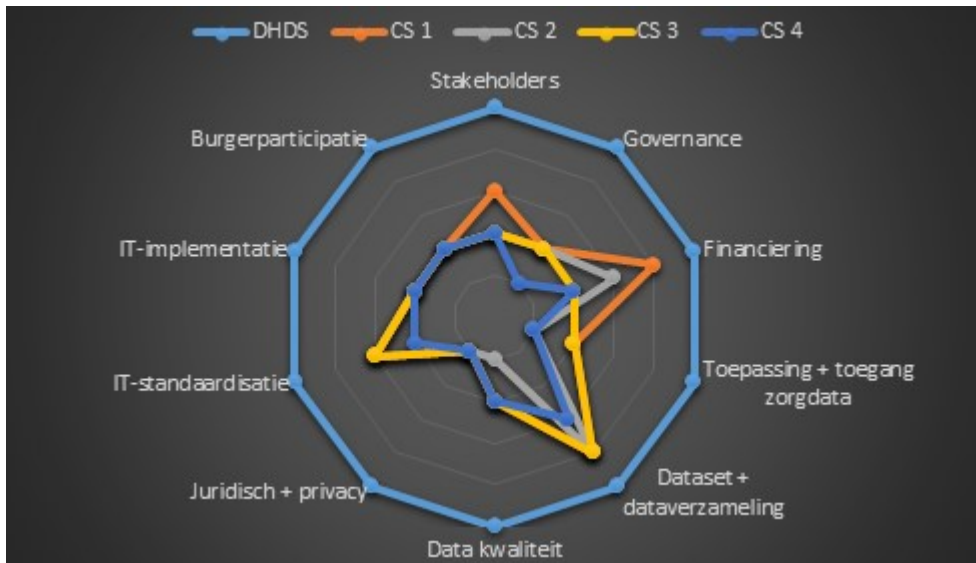 DHDS CS 1 CS 2 CS 3 CS 4
Stakeholders
Burgerparticipatie
Governance
IT-implementatie
Financiering
IT-standaardisatie
Toepassing + toegang
zorgdata
Juridisch + privacy
Dataset +
dataverzameling
Data kwaliteit